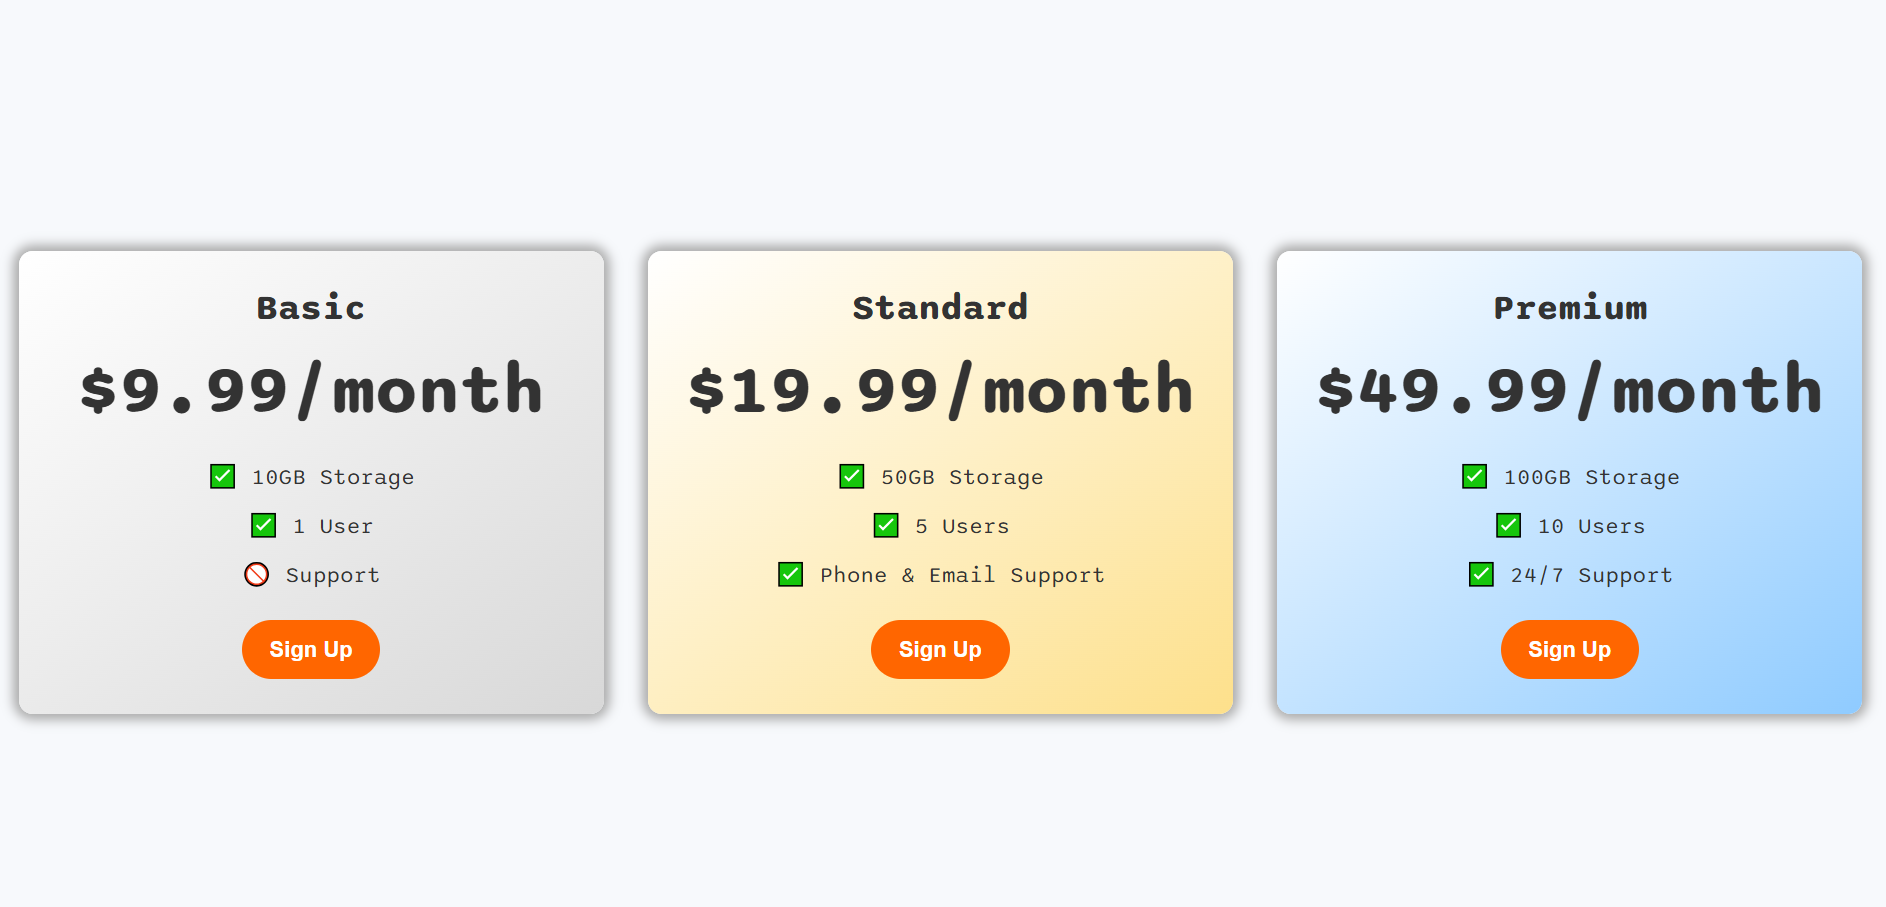 Basic
$9.99/month
✅ 10GB Storage
✅ 1 User
🚫 Support
Sign Up
Standard
$19.99/month
✅ 50GB Storage
✅ 5 Users
✅ Phone & Email Support
Sign Up
Premium
$49.99/month
✅ 100GB Storage
✅ 10 Users
✅ 24/7 Support
Sign Up